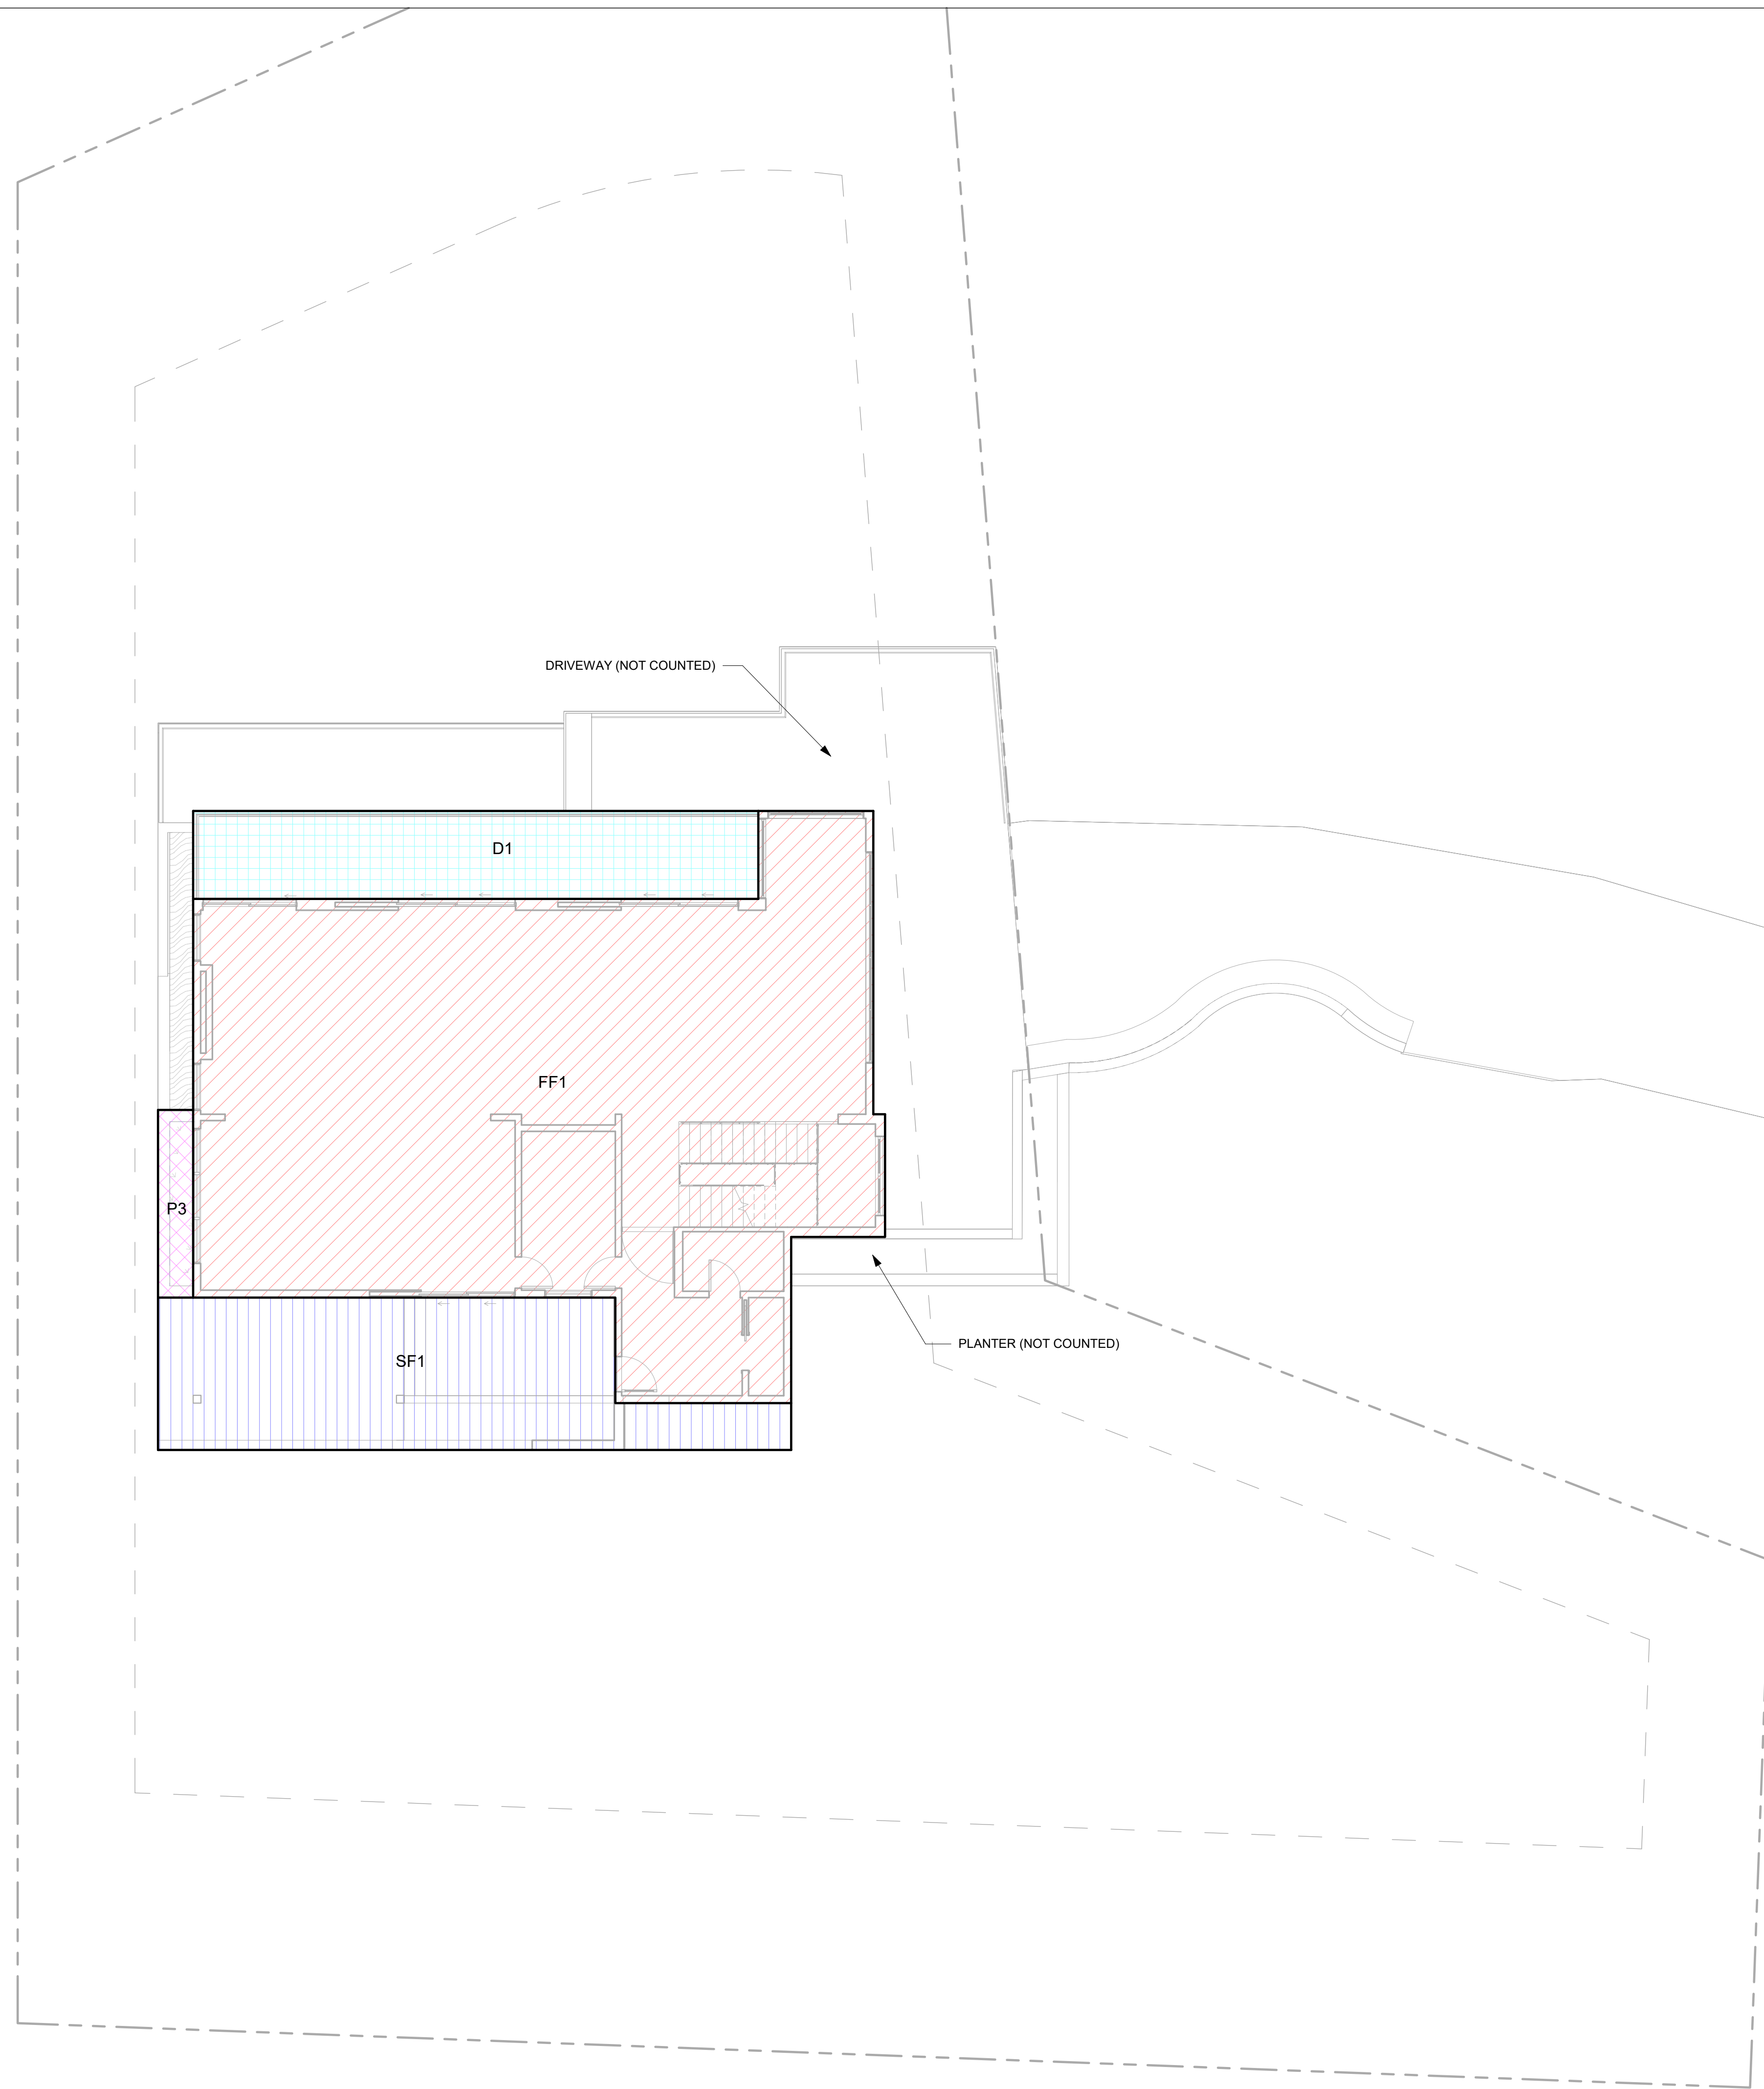 DRIVEWAY (NOT COUNTED)
D1
FF1
P3
PLANTER (NOT COUNTED)
SF1